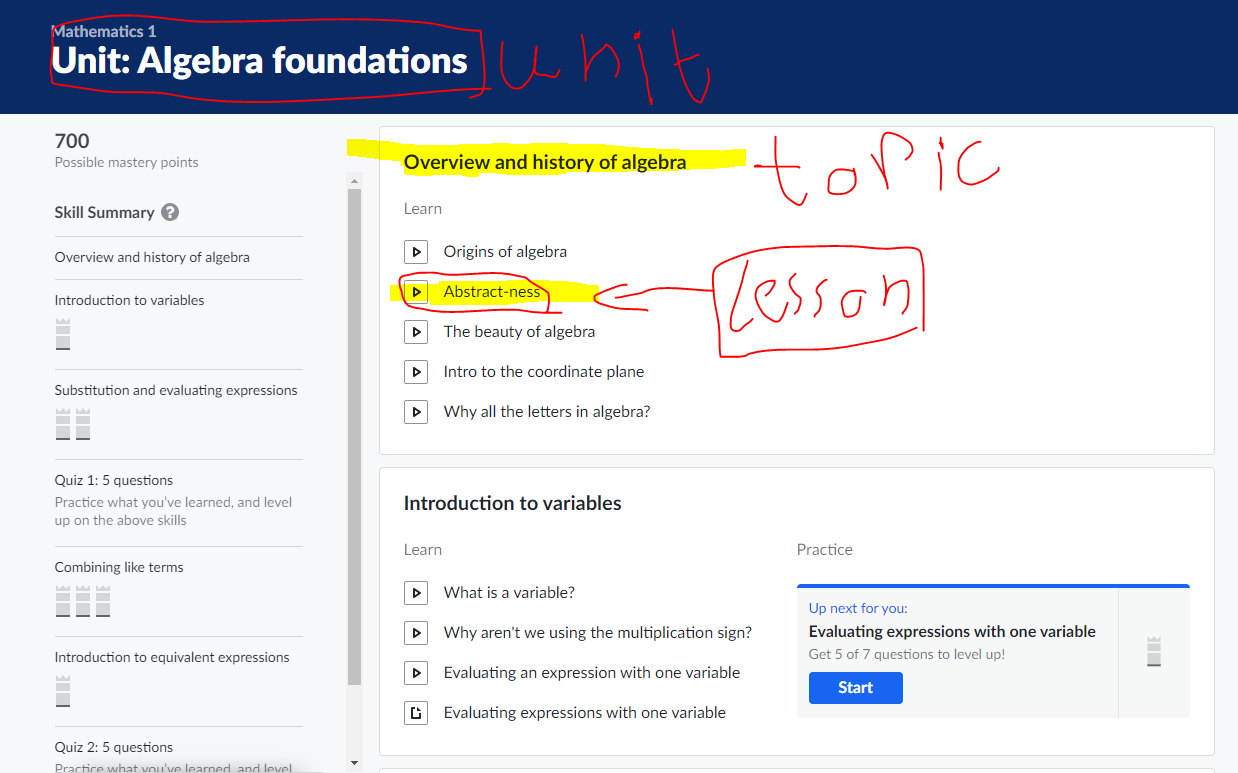 Mathematics 1
Unit: Algebra foundations
unit
700
Possible mastery points
Skill Summary ?
Overview and history of algebra
Introduction to variables
Substitution and evaluating expressions
Quiz 1: 5 questions
Practice what you've learned, and level
up on the above skills
Combining like terms
Introduction to equivalent expressions
Quiz 2: 5 questions
Practice what you've learned, and level
Overview and history of algebra
topic
Learn
Origins of algebra
Abstract-ness
lesson
The beauty of algebra
Intro to the coordinate plane
Why all the letters in algebra?
Introduction to variables
Learn
What is a variable?
Why aren't we using the multiplication sign?
Evaluating an expression with one variable
Evaluating expressions with one variable
Practice
Up next for you:
Evaluating expressions with one variable
Get 5 of 7 questions to level up!
Start